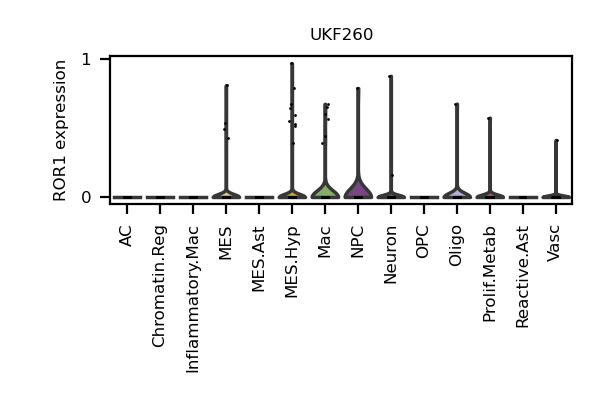 UKF260
ROR1 expression
1
0
AC
Chromatin.Reg
Inflammatory.Mac
MES
MES.Ast
MES.Hyp
Mac
NPC
Neuron
OPC
Oligo
Prolif.Metab
Reactive.Ast
Vasc